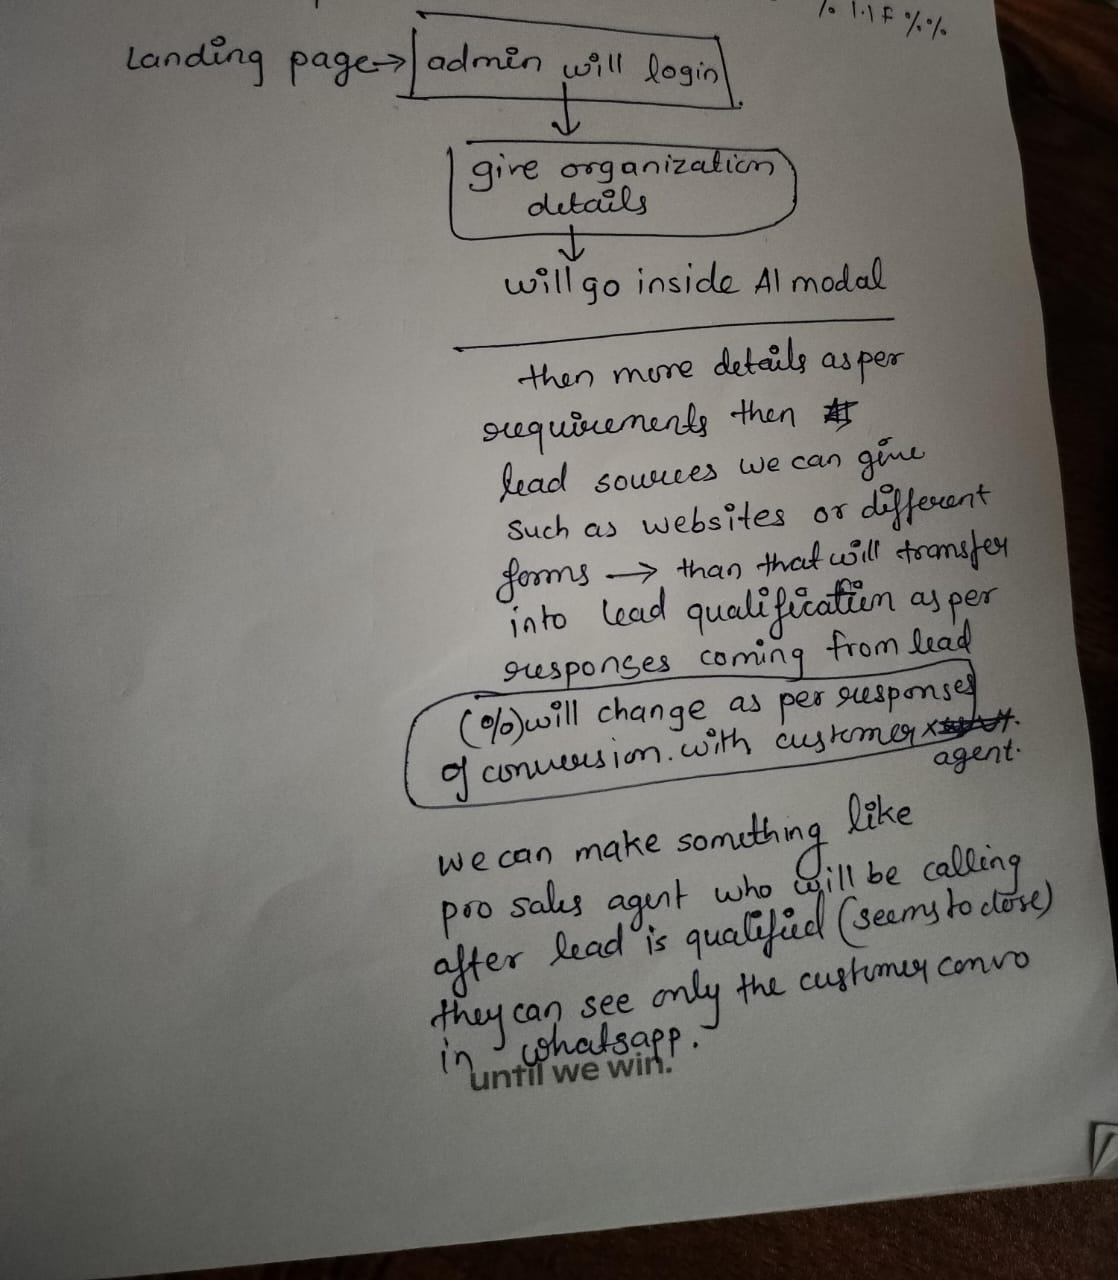 % %%
Landing page→ admin will login
give organization
details
will go inside AI modal
then more details as per
requirements then
lead sources we can give
such as websites or different
forms → than that will transfer
into lead qualification as per
responses coming from lead
(%) will change as per responses
of conversion. with customer x
agent.
we can make something like
pro sales agent who will be calling
after lead is qualified (seems to close)
they can see only the customer convo
in whatsapp.
until we win.